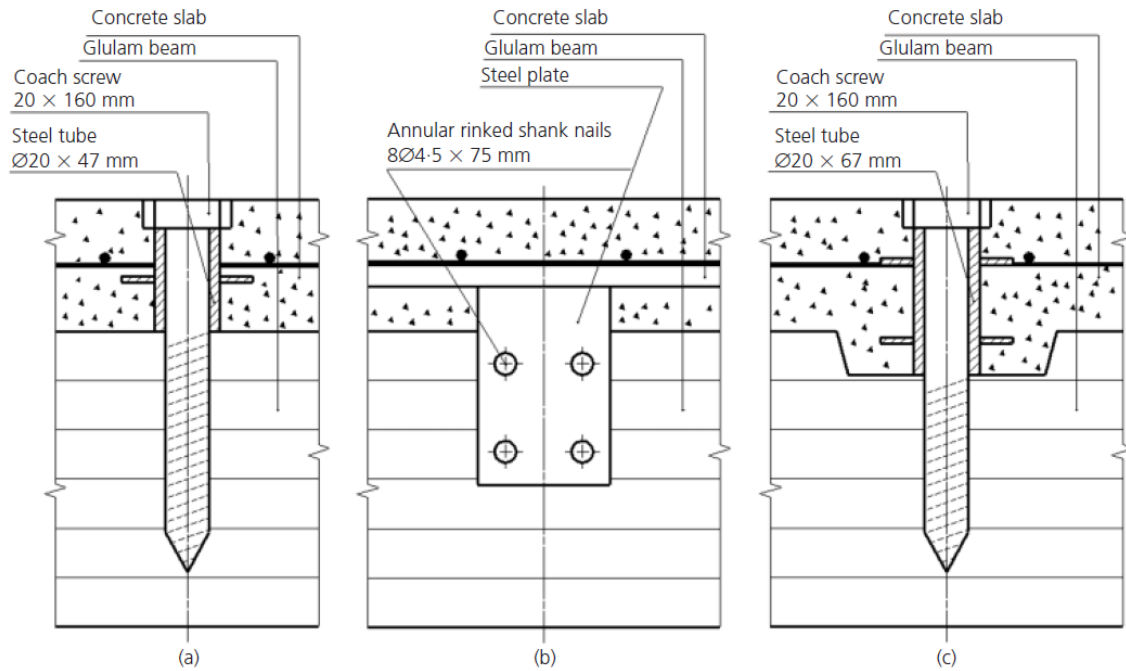 Concrete slab
Glulam beam
Coach screw
20 × 160 mm
Steel tube
Ø20 × 47 mm
(a)
Concrete slab
Glulam beam
Steel plate
Annular rinked shank nails
8Ø4·5 × 75 mm
(b)
Concrete slab
Glulam beam
Coach screw
20 × 160 mm
Steel tube
Ø20 × 67 mm
(c)